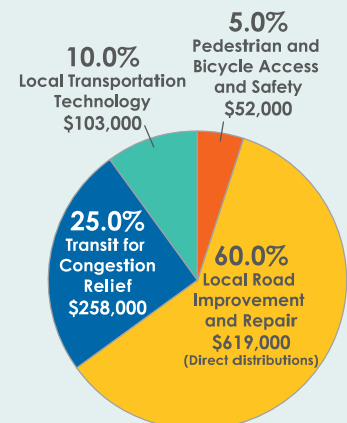 5.0%
Pedestrian and
Bicycle Access
and Safety
$52,000
10.0%
Local Transportation
Technology
$103,000
25.0%
Transit for
Congestion
Relief
$258,000
60.0%
Local Road
Improvement
and Repair
$619,000
(Direct distributions)